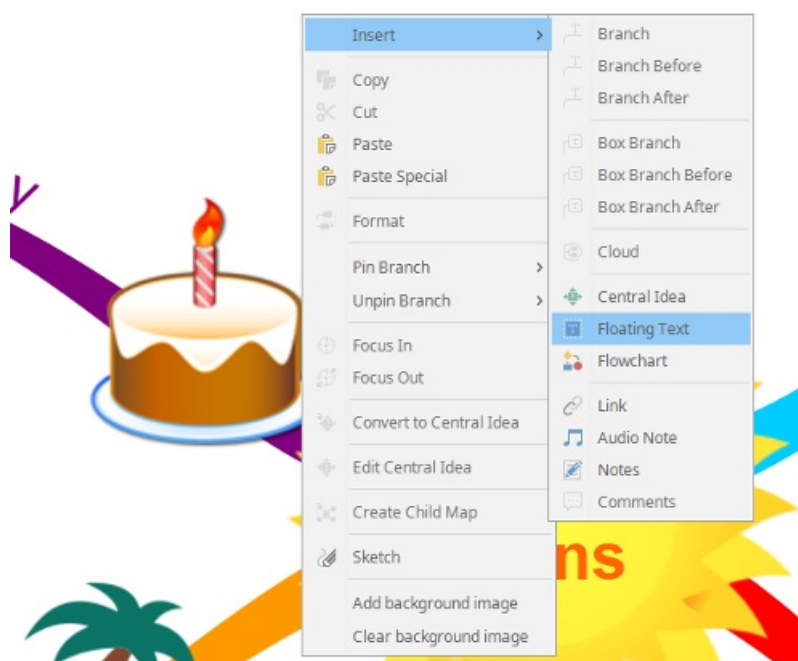 Insert
Copy
Cut
Paste
Paste Special
Format
Pin Branch
Unpin Branch
Focus In
Focus Out
Convert to Central Idea
Edit Central Idea
Create Child Map
Sketch
Add background image
Clear background image
Branch
Branch Before
Branch After
Box Branch
Box Branch Before
Box Branch After
Cloud
Central Idea
Floating Text
Flowchart
Link
Audio Note
Notes
Comments
y
ns